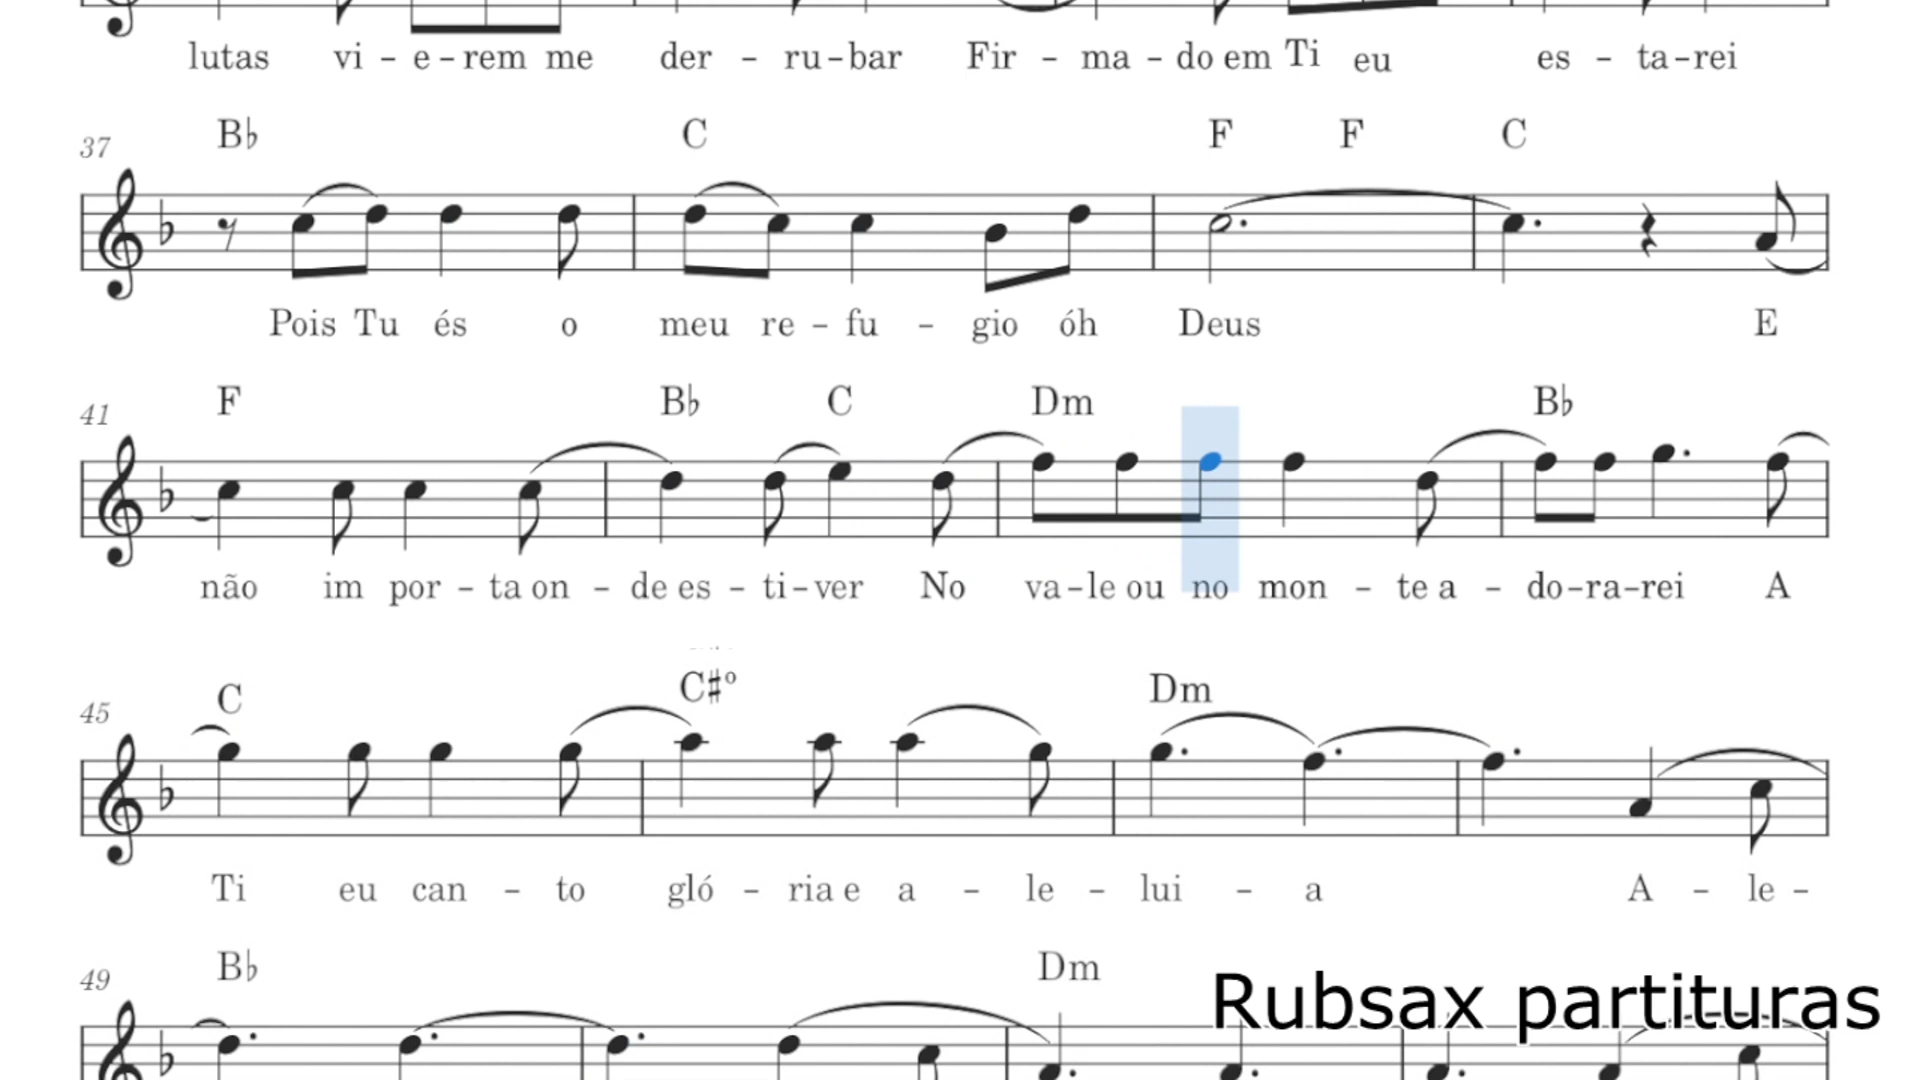 lutas vi - e - rem me der - ru - bar Fir - ma - do em Ti eu es - ta - rei
37 B♭ C F F C
Pois Tu és o meu re - fu - gio óh Deus E
41 F B♭ C Dm B♭
não im por - ta on - de es - ti - ver No va - le ou no mon - te a - do - ra - rei A
45 C C♯º Dm
Ti eu can - to gló - ria e a - le - lui - a A - le -
49 B♭ Dm
Rubsax partituras